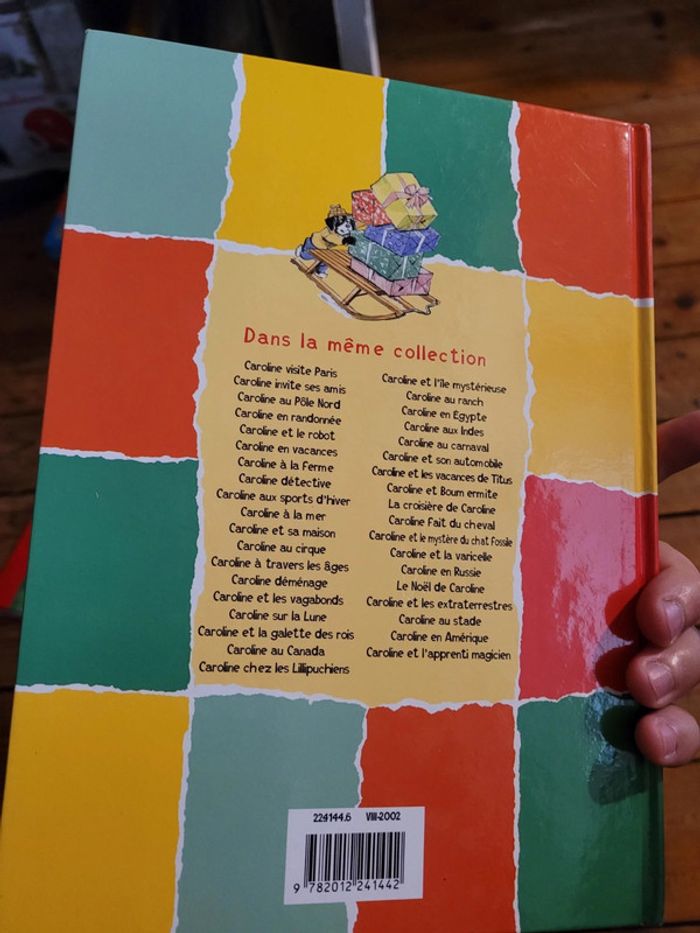 Dans la même collection
Caroline visite Paris
Caroline invite ses amis
Caroline au Pôle Nord
Caroline en randonnée
Caroline et le robot
Caroline en vacances
Caroline à la ferme
Caroline détective
Caroline aux sports d'hiver
Caroline à la mer
Caroline et sa maison
Caroline au cirque
Caroline à travers les âges
Caroline déménage
Caroline et les vagabonds
Caroline sur la Lune
Caroline et la galette des rois
Caroline au Canada
Caroline chez les Lillipuchiens
Caroline et l'île mystérieuse
Caroline au ranch
Caroline en Egypte
Caroline aux Indes
Caroline au carnaval
Caroline et son automobile
Caroline et les vacances de Titus
Caroline et Boum ermite
La croisière de Caroline
Caroline fait du cheval
Caroline et le mystère du chat fossile
Caroline et la varicelle
Caroline en Russie
Le Noël de Caroline
Caroline et les extraterrestres
Caroline au stade
Caroline en Amérique
Caroline et l'apprenti magicien
224144.6 VIII-2002
9 782012 241442